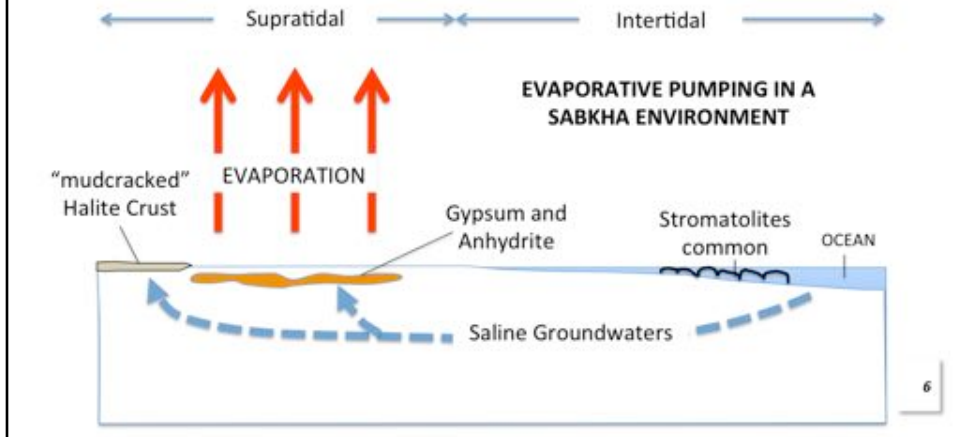 Supratidal
Intertidal
EVAPORATIVE PUMPING IN A
SABKHA ENVIRONMENT
"mudcracked"
Halite Crust
EVAPORATION
Gypsum and
Anhydrite
Stromatolites
common
OCEAN
Saline Groundwaters
6